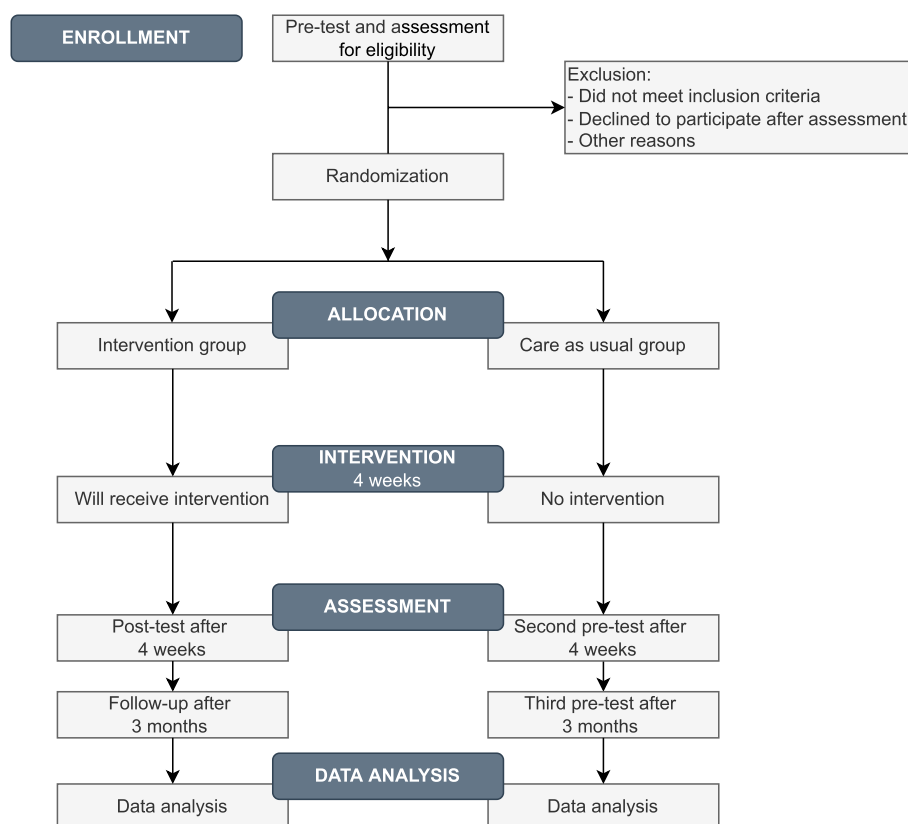 ENROLLMENT
Pre-test and assessment
for eligibility
Exclusion:
- Did not meet inclusion criteria
- Declined to participate after assessment
- Other reasons
Randomization
ALLOCATION
Intervention group
Care as usual group
INTERVENTION
4 weeks
Will receive intervention
No intervention
ASSESSMENT
Post-test after
4 weeks
Second pre-test after
4 weeks
Follow-up after
3 months
Third pre-test after
3 months
DATA ANALYSIS
Data analysis
Data analysis